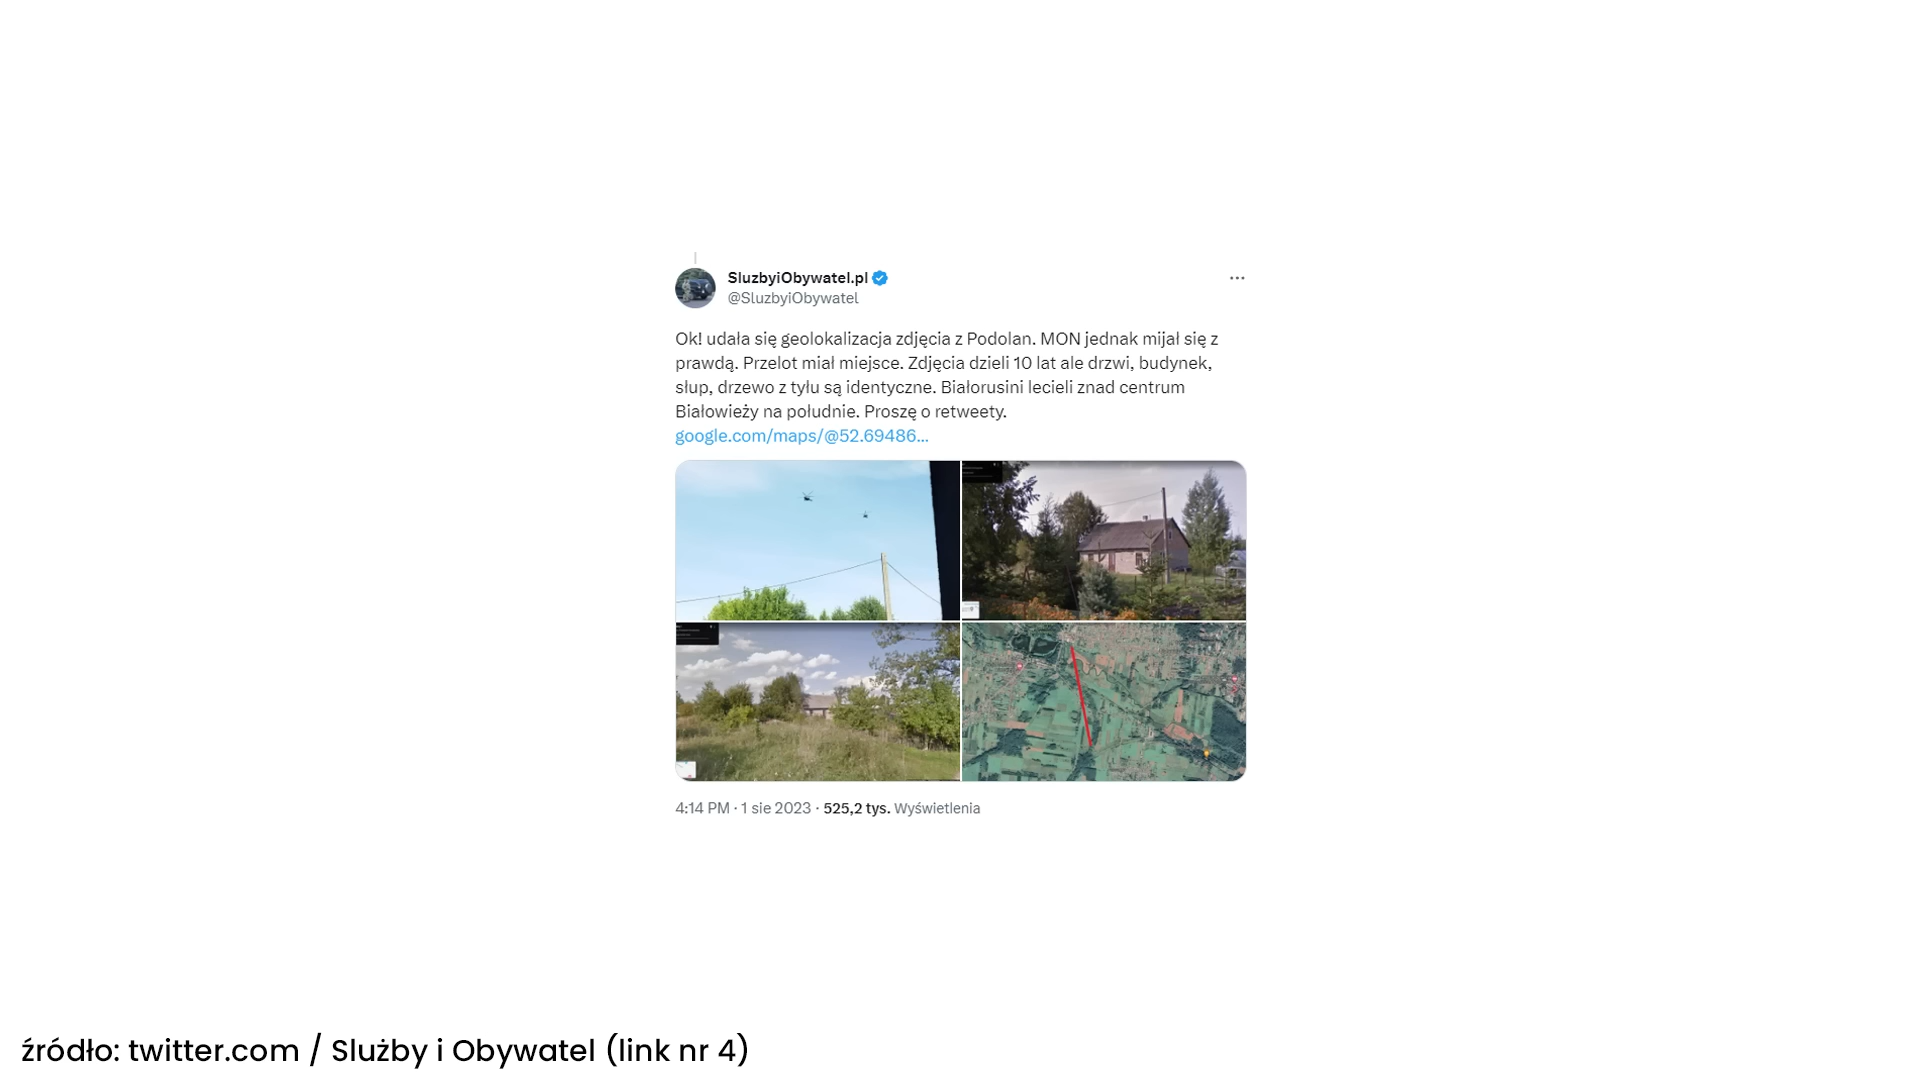 SluzbyiObywatel.pl
@SluzbyiObywatel
Ok! udała się geolokalizacja zdjęcia z Podolan. MON jednak mijał się z
prawdą. Przelot miał miejsce. Zdjęcia dzieli 10 lat ale drzwi, budynek,
słup, drzewo z tyłu są identyczne. Białorusini lecieli znad centrum
Białowieży na południe. Proszę o retweety.
google.com/maps/@52.69486...
4:14 PM · 1 sie 2023 · 525,2 tys. Wyświetlenia
źródło: twitter.com / Slużby i Obywatel (link nr 4)